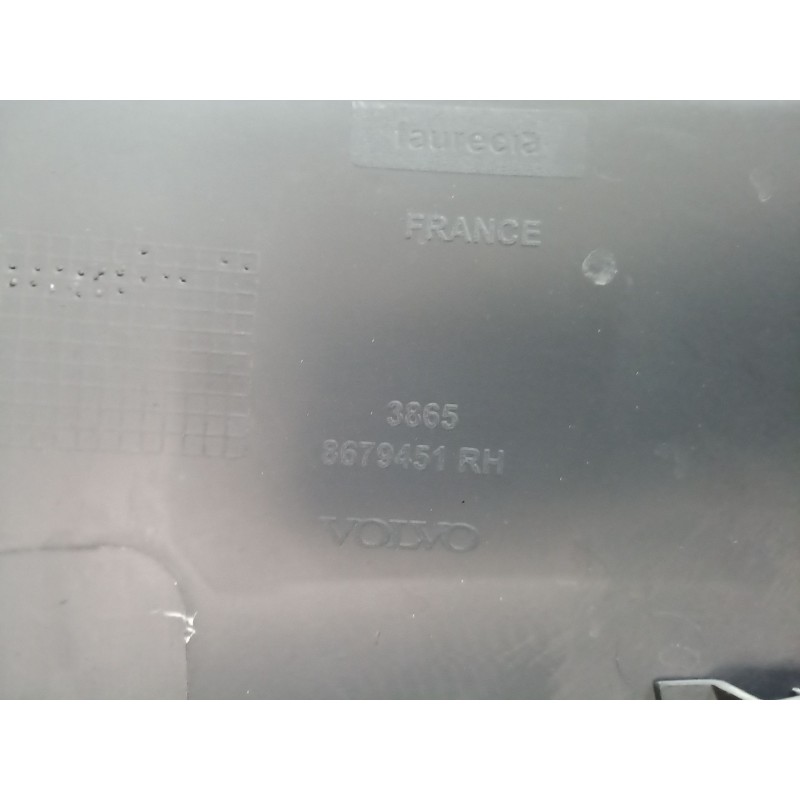 faurecia
FRANCE
3865
8679451 RH
VOLVO